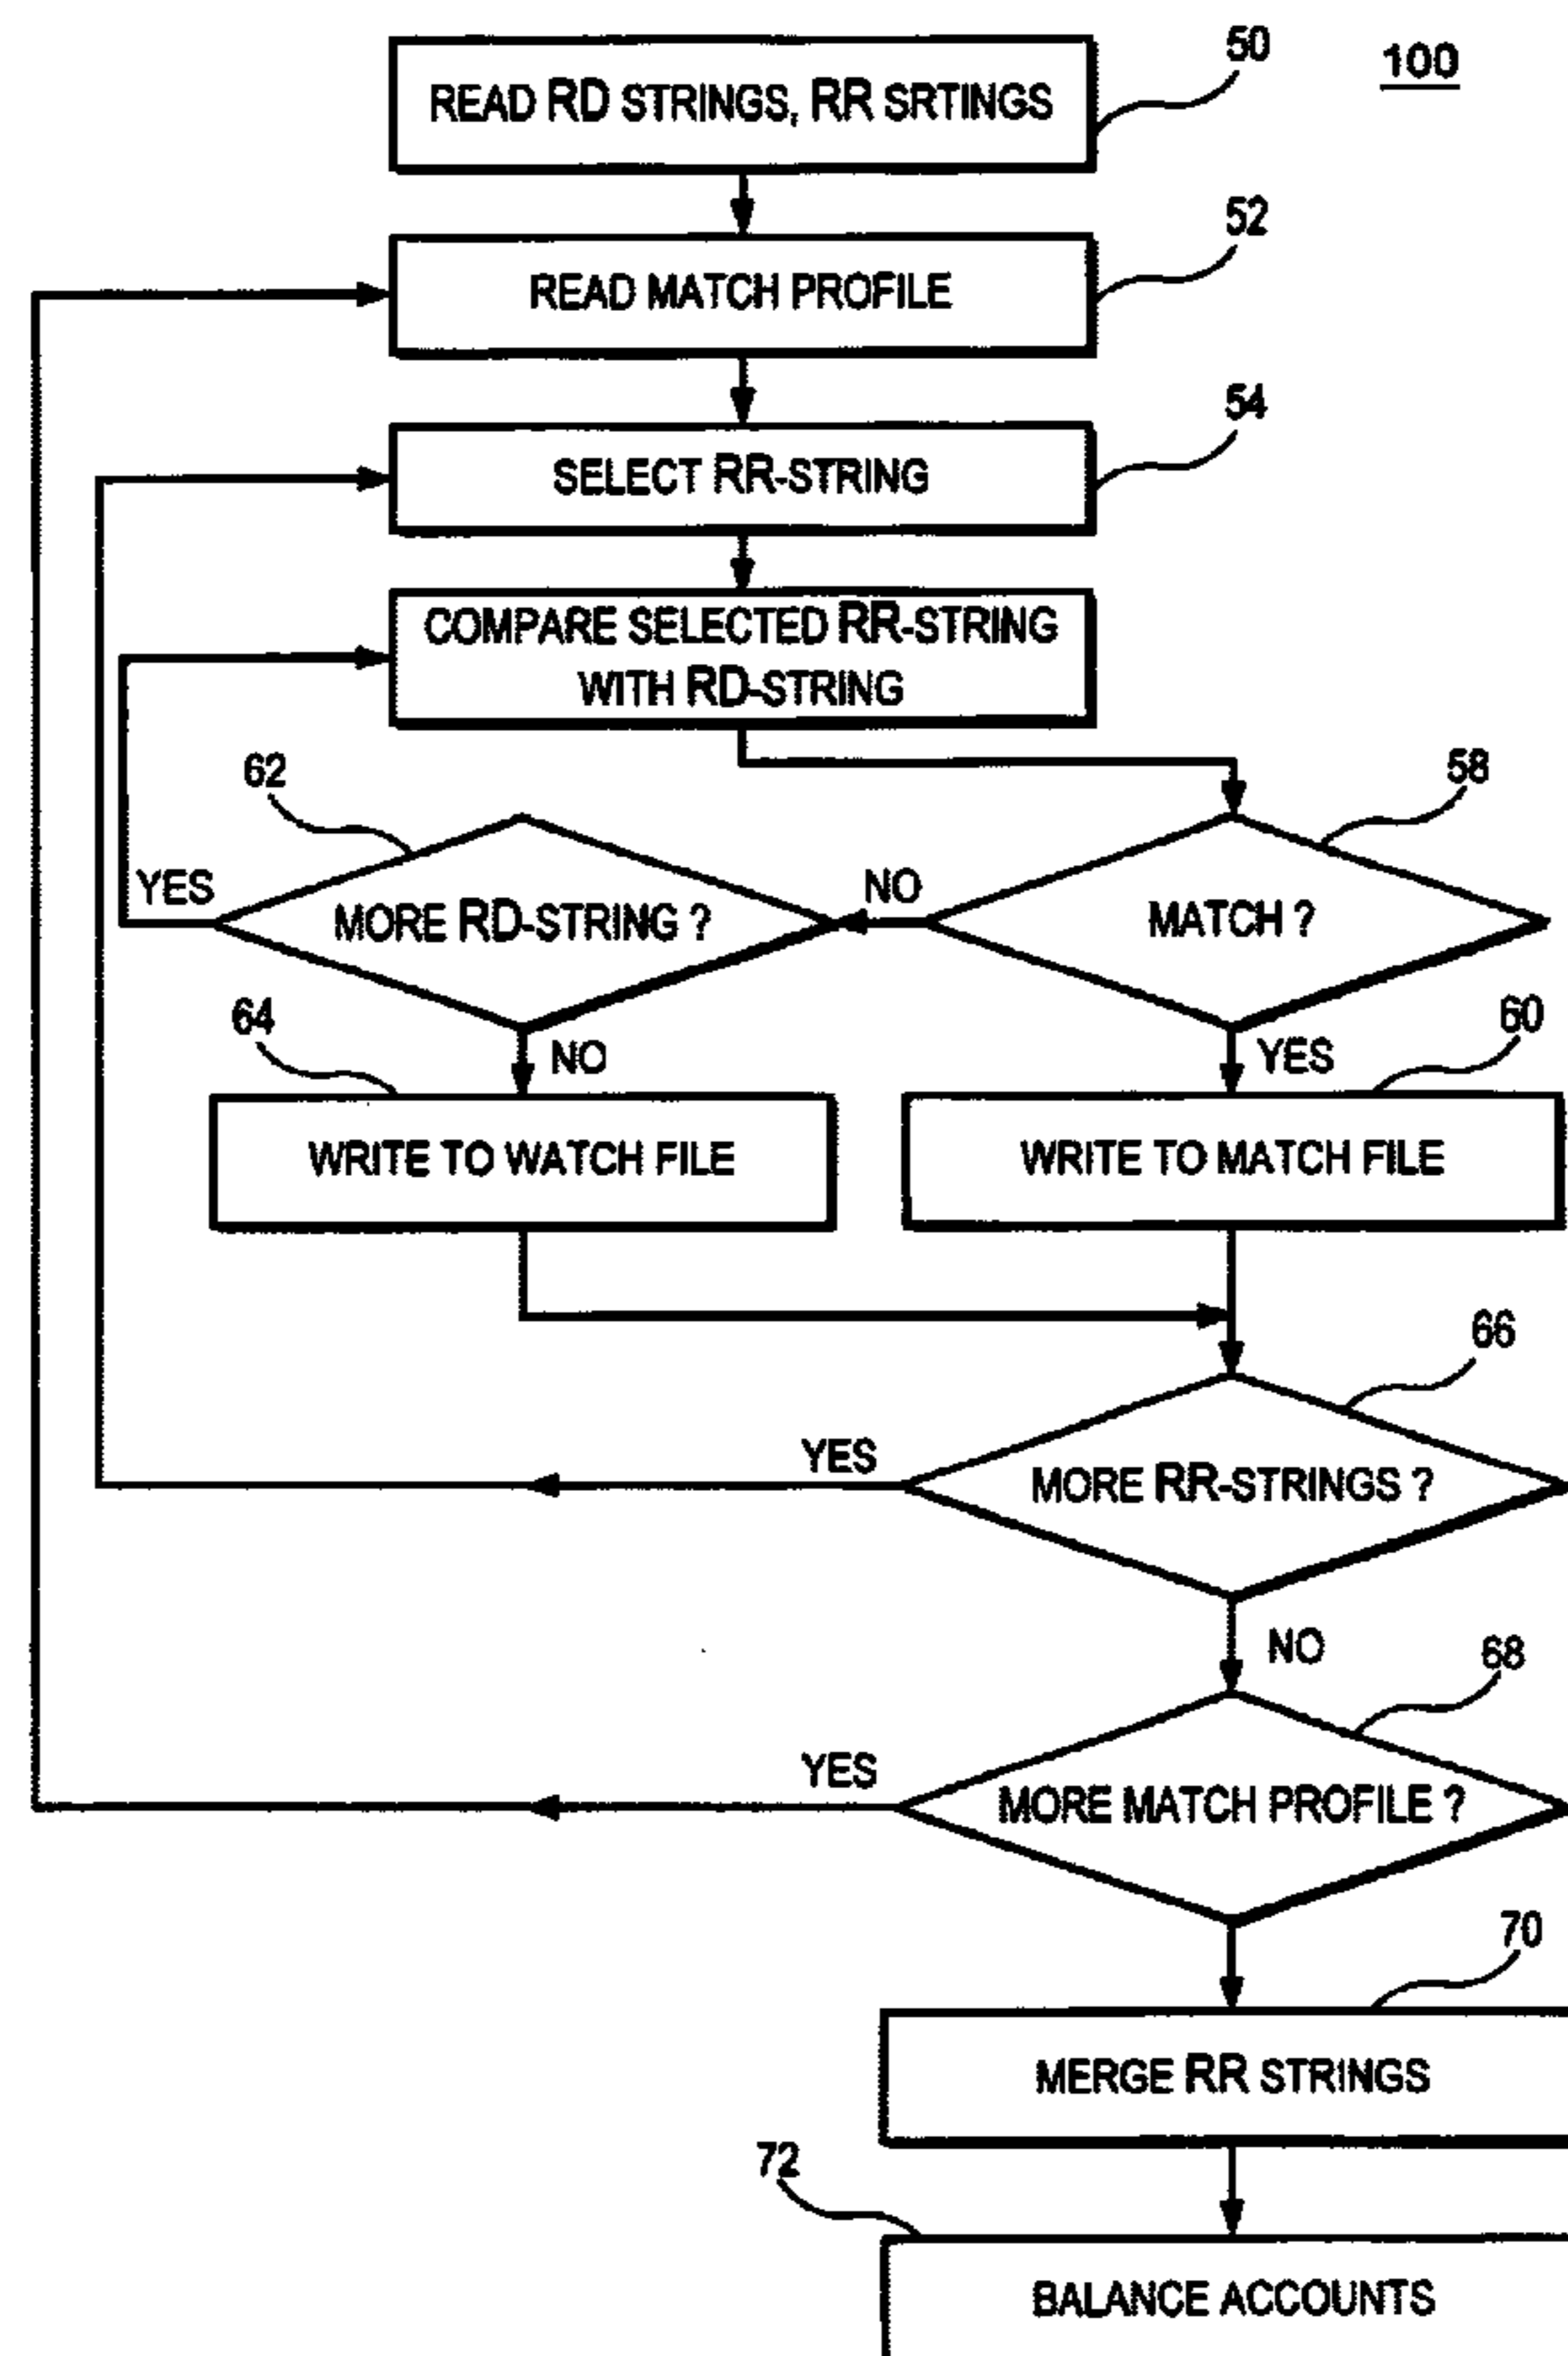 50
100
READ RD STRINGS, RR SRTINGS
52
READ MATCH PROFILE
54
SELECT RR-STRING
COMPARE SELECTED RR-STRING
WITH RD-STRING
62
58
YES
MORE RD-STRING ?
NO
MATCH ?
64
NO
60
YES
WRITE TO WATCH FILE
WRITE TO MATCH FILE
66
YES
MORE RR-STRINGS ?
NO
68
YES
MORE MATCH PROFILE ?
70
MERGE RR STRINGS
72
BALANCE ACCOUNTS